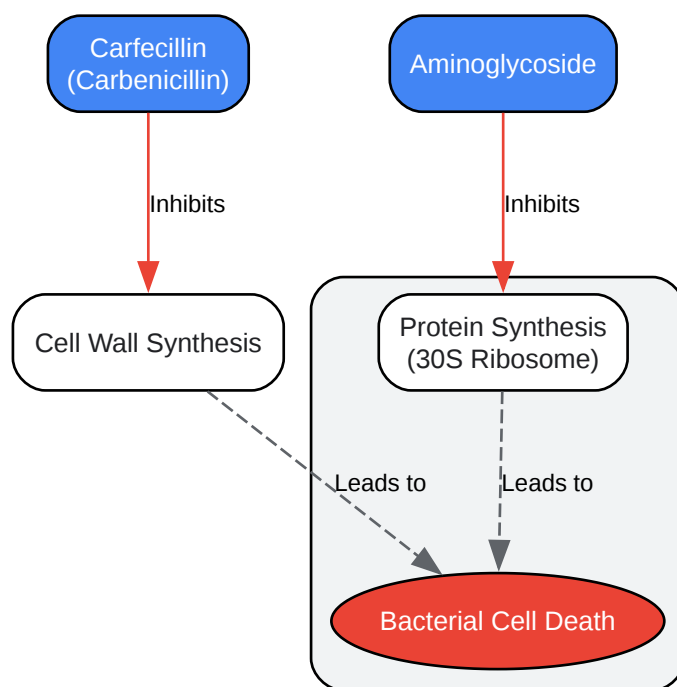 Carfecillin
(Carbenicillin)
Aminoglycoside
Inhibits
Inhibits
Cell Wall Synthesis
Protein Synthesis
(30S Ribosome)
Leads to
Leads to
Bacterial Cell Death